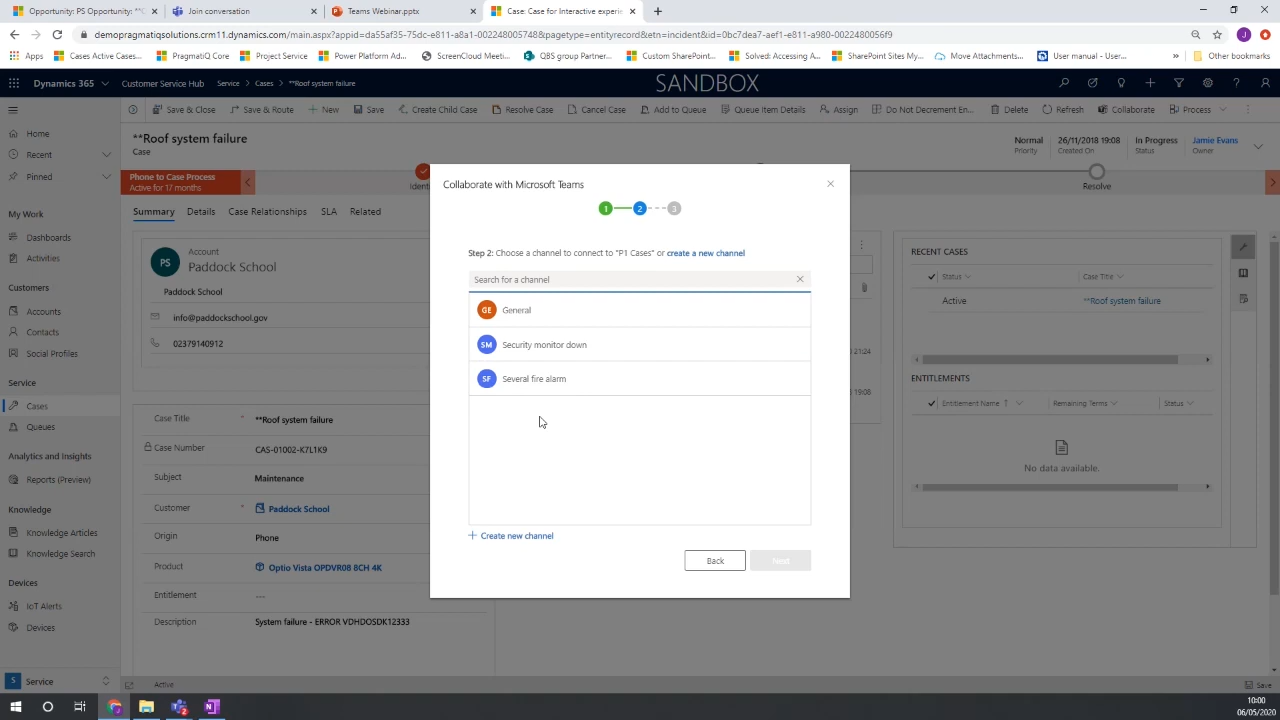 Opportunity: PS Opportunity: **C
Join conversation
Teams Webinar.pptx
Case: Case for Interactive experie
demopragmatiqsolutions.crm11.dynamics.com/main.aspx?appid=da55af35-75dc-e811-a8a1-002248005748&pagetype=entityrecord&etn=incident&id=0bc7dea7-aef1-e811-a980-0022480056f9
Apps
Cases Active Cases...
PragmatiQ Core
Power Platform Ad...
ScreenCloud Meetin...
QBS group Partner...
Custom Sortin...
Solved: Accessing A...
SharePoint Sites My...
Move Attachments...
User manual - User...
»
Other bookmarks
Dynamics 365
Customer Service Hub
Service > Cases > **Roof system failure
SANDBOX
Save & Close
Save & Route
New
Save
Create Child Case
Resolve Case
Cancel Case
Add to Queue
Queue Item Details
Assign
Do Not Decrement En...
Delete
Refresh
Collaborate
Process
Home
Recent
Pinned
My Work
Dashboards
Activities
Customers
Accounts
Contacts
Social Profiles
Service
Cases
Queues
Analytics and Insights
Reports (Preview)
Knowledge
Knowledge Articles
Knowledge Search
Devices
IoT Alerts
Devices
S Service
**Roof system failure
Case
Normal
Priority
26/11/2018 19:08
Created On
In Progress
Status
Jamie Evans
Owner
Phone to Case Process
Active for 17 months
Identi
Resolve
Summary
Details
Case Relationships
SLA
Related
PS
Account
Paddock School
Paddock School
info@paddockschool.gov
02379140912
Case Title
*
**Roof system failure
Case Number
CAS-01002-K7L1K9
Subject
Maintenance
Customer
*
Paddock School
Origin
Phone
Product
Optio Vista OPDVR08 8CH 4K
Entitlement
---
Description
System failure - ERROR VDHDOSDK12333
Collaborate with Microsoft Teams
1
2
3
Step 2: Choose a channel to connect to "P1 Cases" or create a new channel
Search for a channel
GE General
SM Security monitor down
SF Several fire alarm
Create new channel
Back
Next
21:24
19:08
RECENT CASES
Status
Case Title
Active
**Roof system failure
ENTITLEMENTS
Entitlement Name
Remaining Terms
Status
No data available.
Active
Save
10:00
06/05/2020